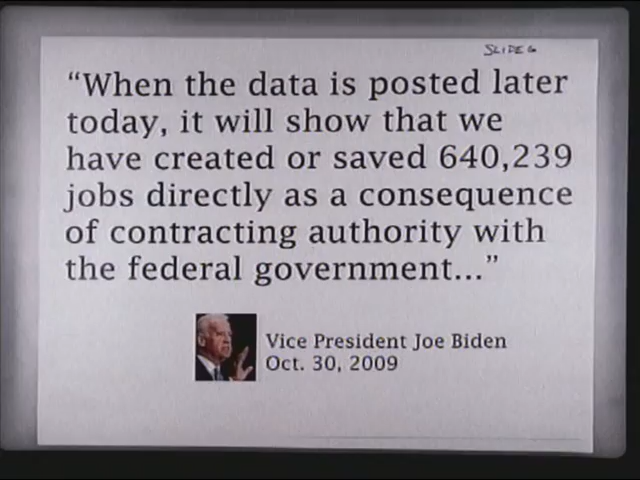 SLIDE 6
“When the data is posted later
today, it will show that we
have created or saved 640,239
jobs directly as a consequence
of contracting authority with
the federal government...”
Vice President Joe Biden
Oct. 30, 2009